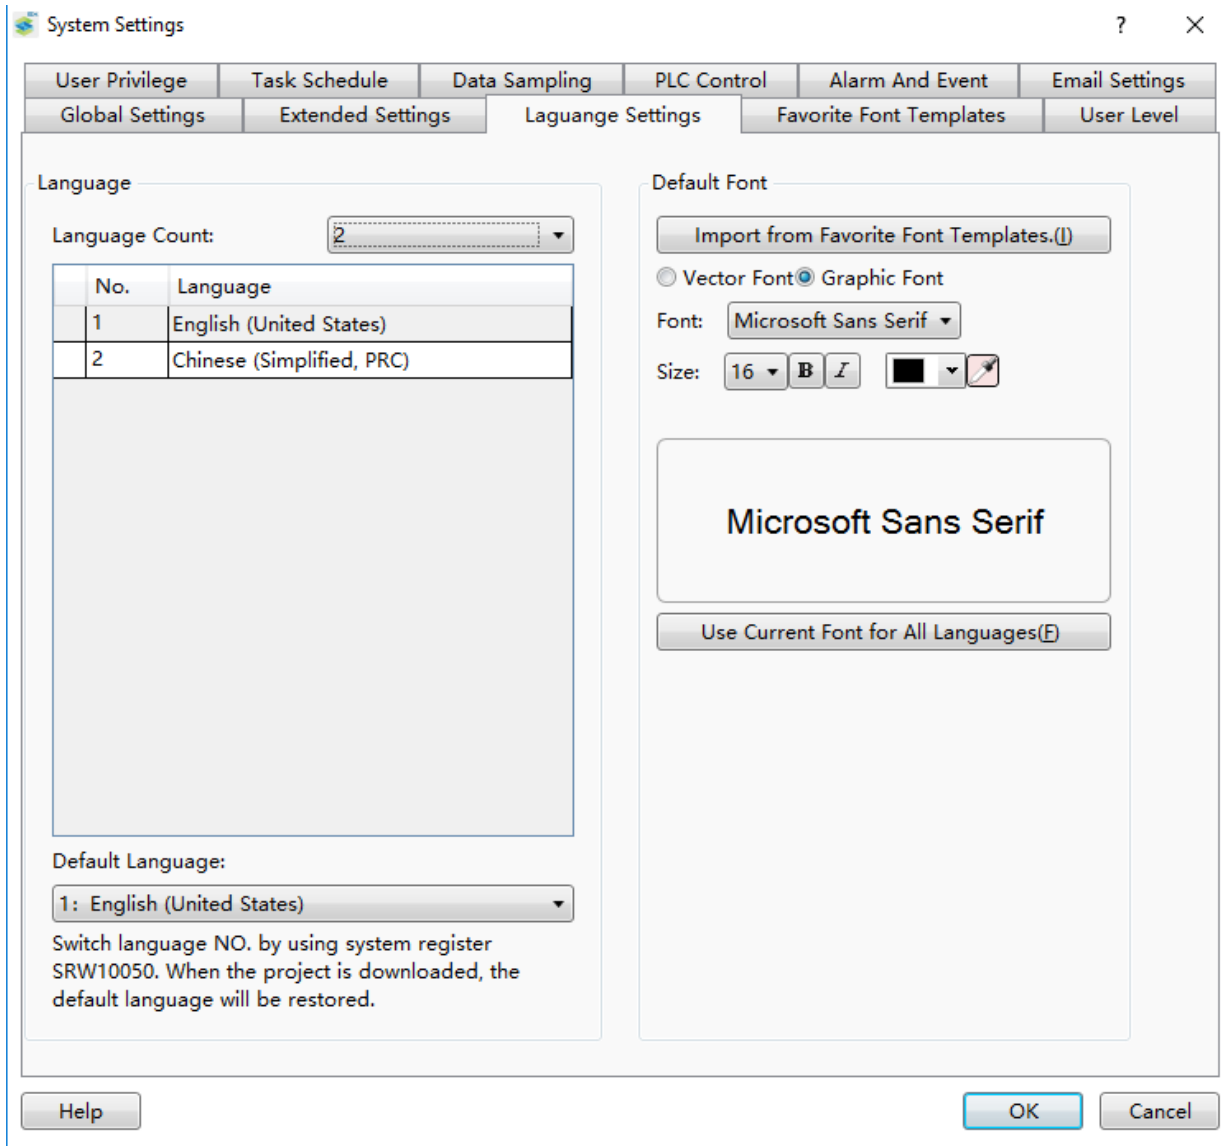 System Settings
?
User Privilege
Task Schedule
Data Sampling
PLC Control
Alarm And Event
Email Settings
Global Settings
Extended Settings
Laguange Settings
Favorite Font Templates
User Level
Language
Language Count:
2
No.
Language
1
English (United States)
2
Chinese (Simplified, PRC)
Default Language:
1: English (United States)
Switch language NO. by using system register
SRW10050. When the project is downloaded, the
default language will be restored.
Default Font
Import from Favorite Font Templates.(I)
Vector Font
Graphic Font
Font:
Microsoft Sans Serif
Size:
16
B
I
Microsoft Sans Serif
Use Current Font for All Languages(F)
Help
OK
Cancel